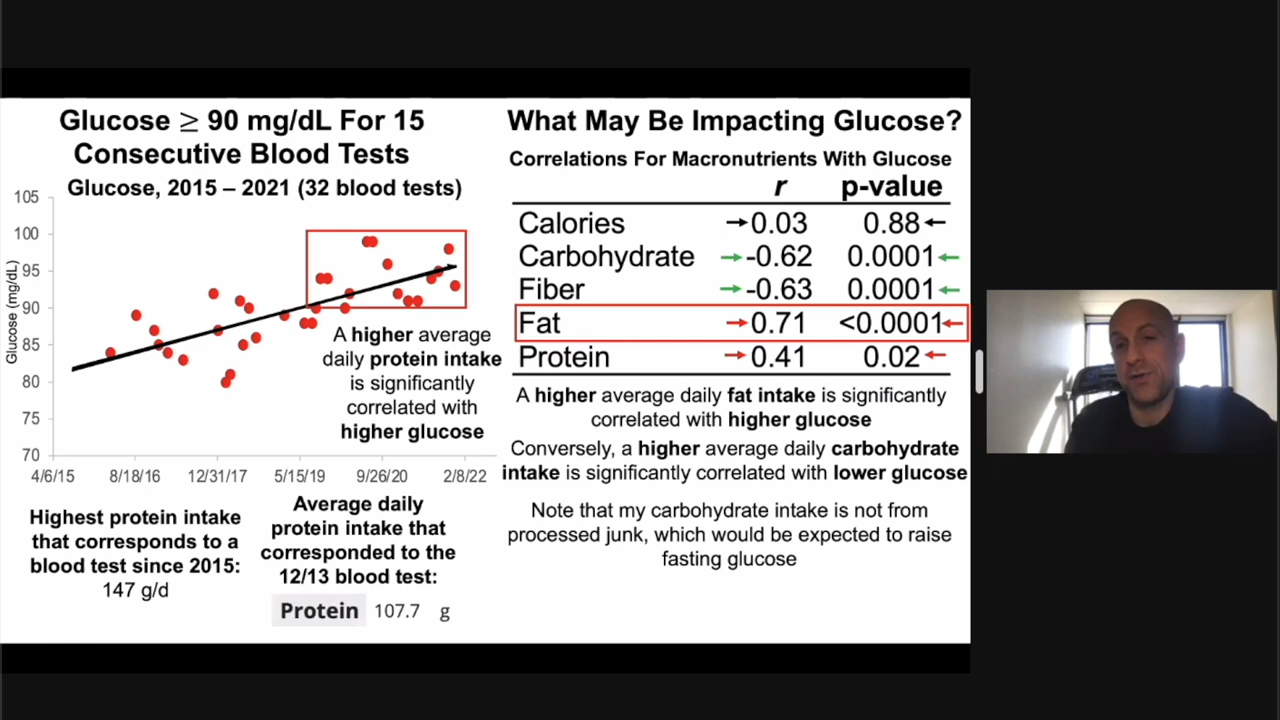 Glucose ≥ 90 mg/dL For 15
Consecutive Blood Tests
Glucose, 2015 – 2021 (32 blood tests)
Glucose (mg/dL)
105
100
95
90
85
80
75
70
4/6/15
8/18/16
12/31/17
5/15/19
9/26/20
2/8/22
A higher average
daily protein intake
is significantly
correlated with
higher glucose
Highest protein intake
that corresponds to a
blood test since 2015:
147 g/d
Average daily
protein intake that
corresponded to the
12/13 blood test:
Protein 107.7 g
What May Be Impacting Glucose?
Correlations For Macronutrients With Glucose
r p-value
Calories 0.03 0.88
Carbohydrate -0.62 0.0001
Fiber -0.63 0.0001
Fat 0.71 <0.0001
Protein 0.41 0.02
A higher average daily fat intake is significantly
correlated with higher glucose
Conversely, a higher average daily carbohydrate
intake is significantly correlated with lower glucose
Note that my carbohydrate intake is not from
processed junk, which would be expected to raise
fasting glucose